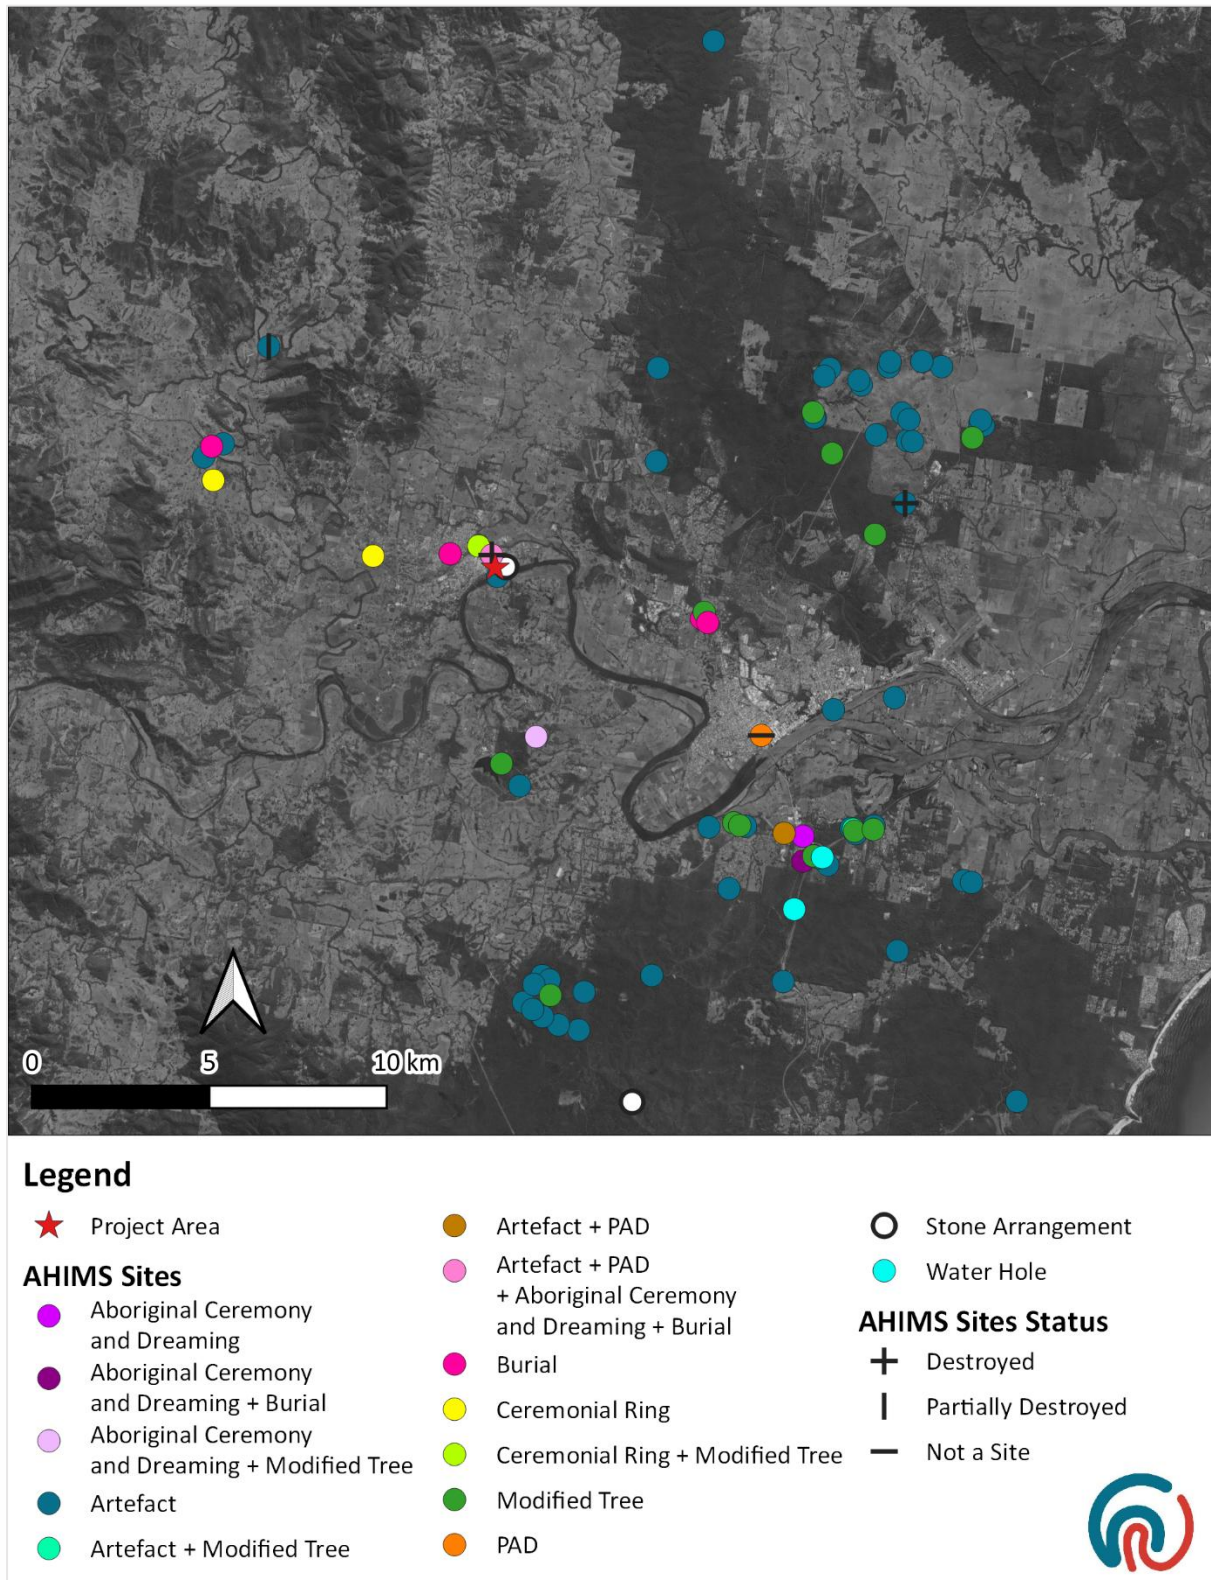 0 5 10 km
Legend
Project Area
AHIMS Sites
Aboriginal Ceremony
and Dreaming
Aboriginal Ceremony
and Dreaming + Burial
Aboriginal Ceremony
and Dreaming + Modified Tree
Artefact
Artefact + Modified Tree
Artefact + PAD
Artefact + PAD
+ Aboriginal Ceremony
and Dreaming + Burial
Burial
Ceremonial Ring
Ceremonial Ring + Modified Tree
Modified Tree
PAD
Stone Arrangement
Water Hole
AHIMS Sites Status
Destroyed
Partially Destroyed
Not a Site